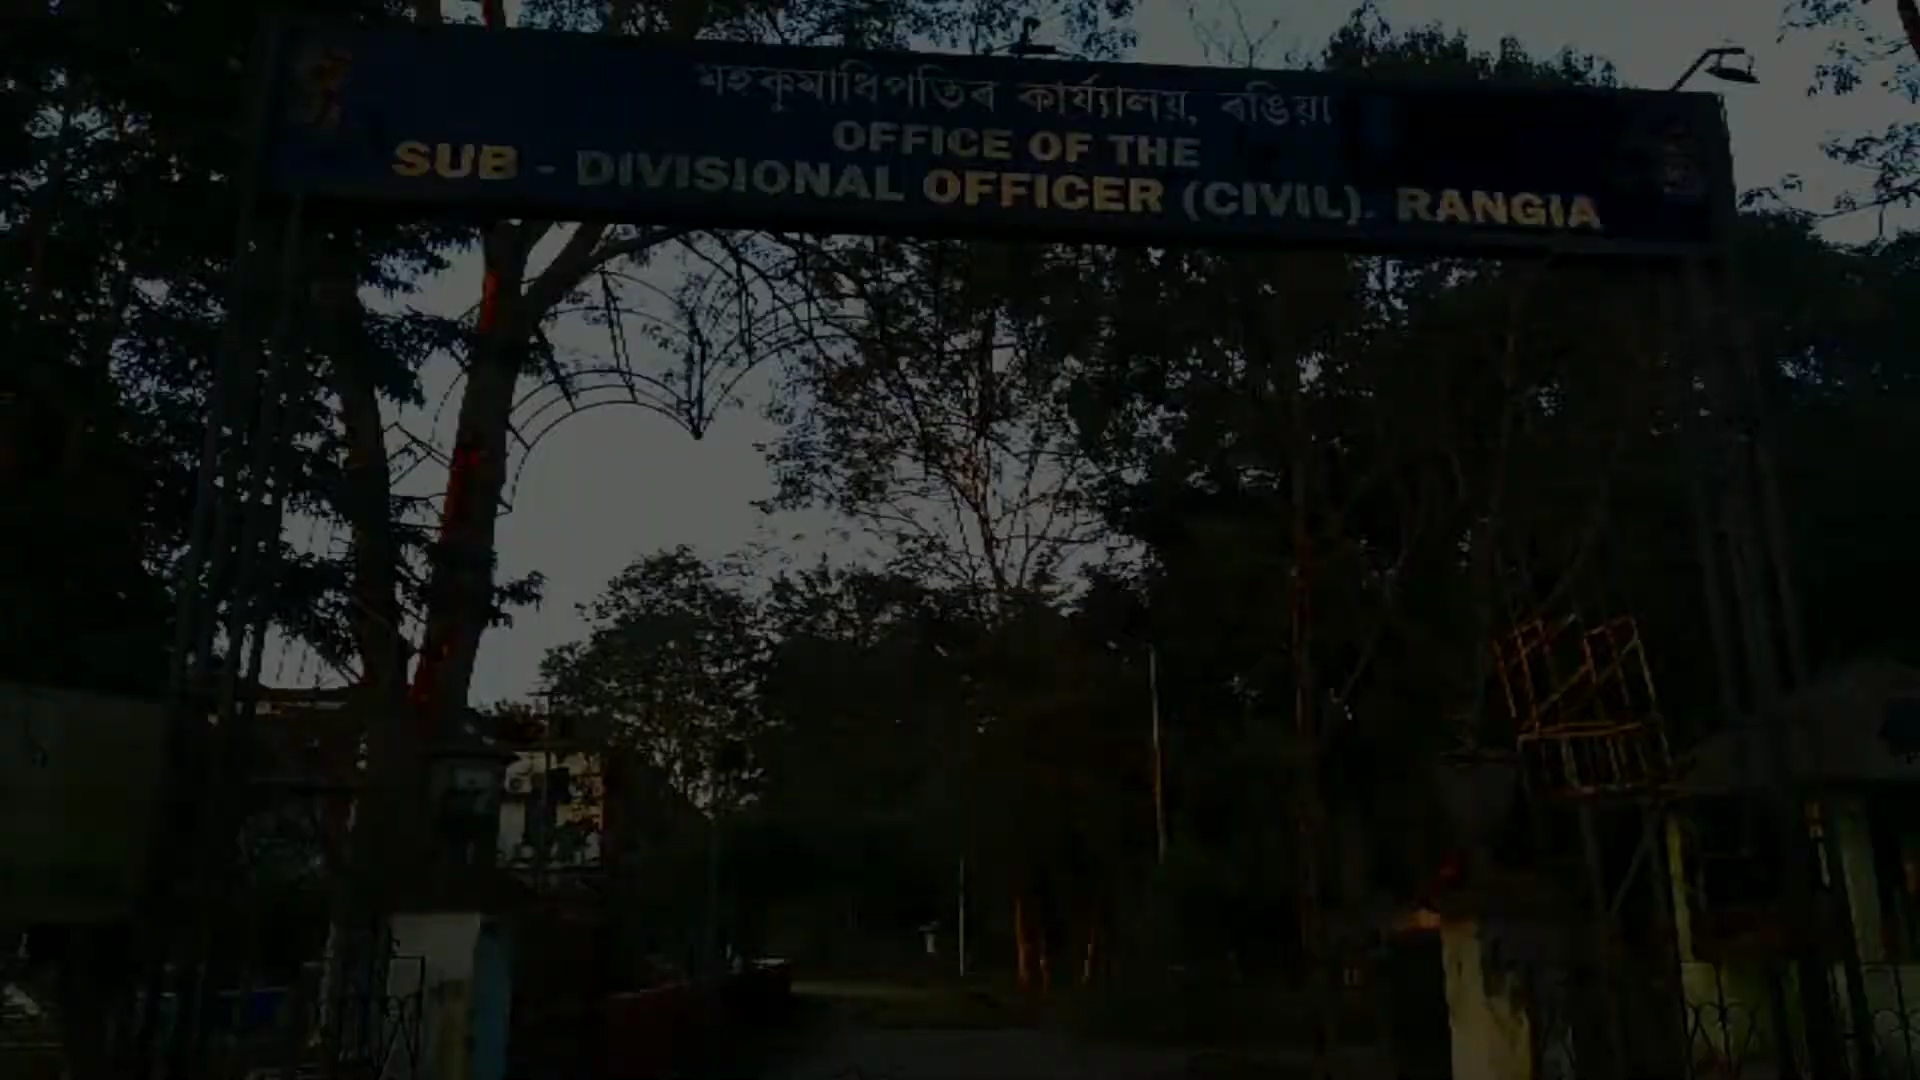 মহকুমাধিপতিৰ কাৰ্য্যালয়, ৰঙিয়া
OFFICE OF THE
SUB - DIVISIONAL OFFICER (CIVIL). RANGIA